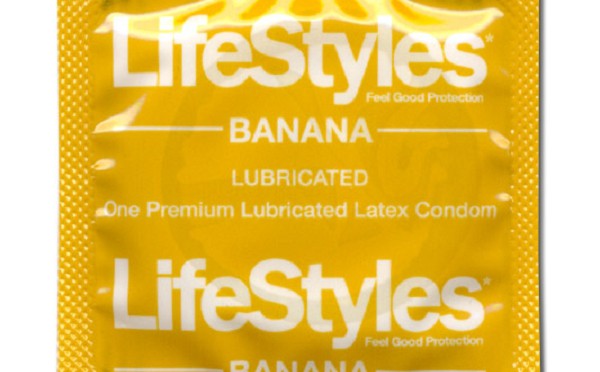 LifeStyles*
Feel Good Protection
BANANA
LUBRICATED
One Premium Lubricated Latex Condom
LifeStyles*
Feel Good Protection
BANANA